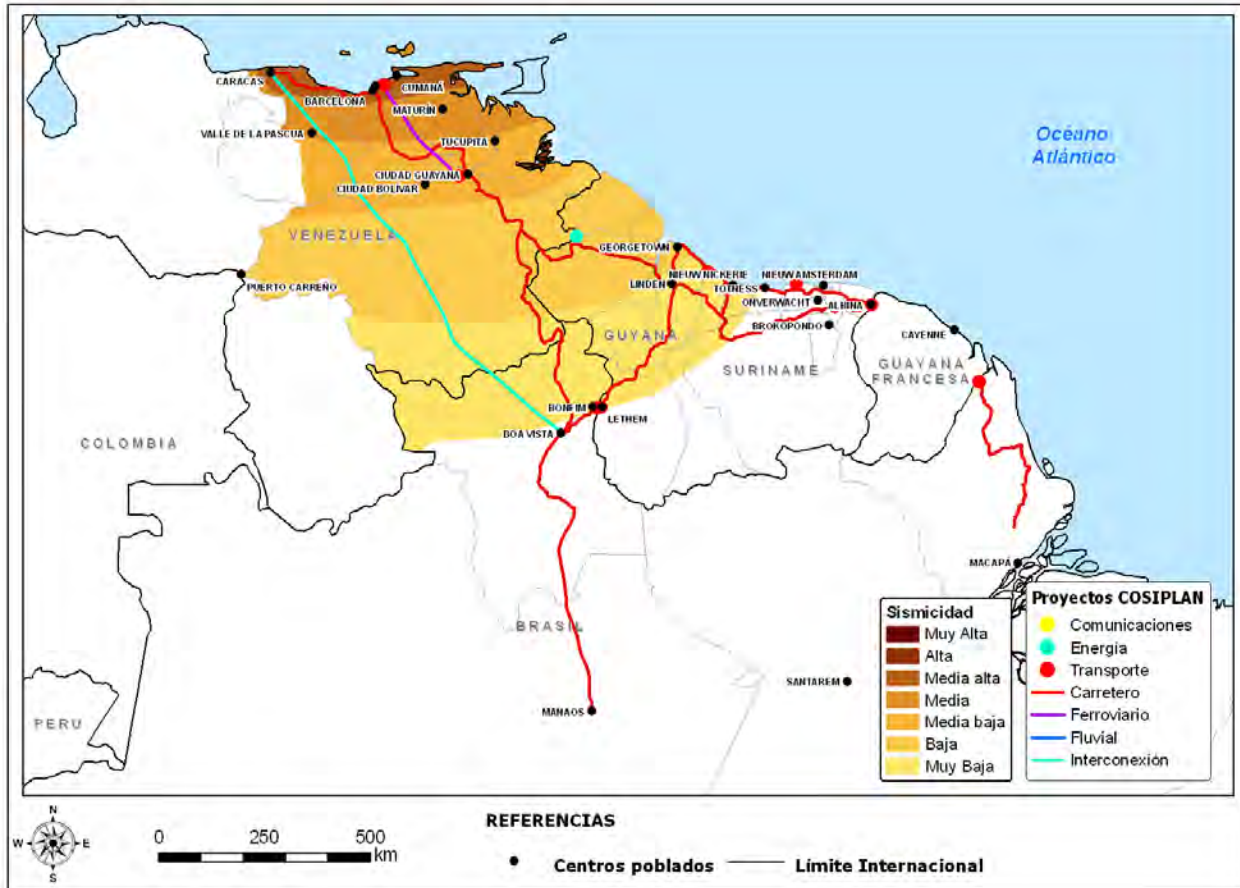 CARACAS
CUMANÁ
BARCELONA
MATURÍN
VALLE DE LA PASCUA
TUCUPITA
CIUDAD GUAYANA
CIUDAD BOLIVAR
VENEZUELA
PUERTO CARREÑO
Océano
Atlántico
GEORGETOWN
NIEUW NICKERIE
NIEUW AMSTERDAM
LINDEN
TOTNESS
ONVERWACHT
ALBINA
BROKOPONDO
CAYENNE
GUYANA
SURINAME
GUAYANA
FRANCESA
BONFIM
LETHEM
BOA VISTA
COLOMBIA
MACAPÁ
BRASIL
SANTAREM
MANAOS
PERU
Sismicidad
Muy Alta
Alta
Media alta
Media
Media baja
Baja
Muy Baja
Proyectos COSIPLAN
Comunicaciones
Energía
Transporte
Carretero
Ferroviario
Fluvial
Interconexión
N
W
E
S
0 250 500
km
REFERENCIAS
Centros poblados
Límite Internacional